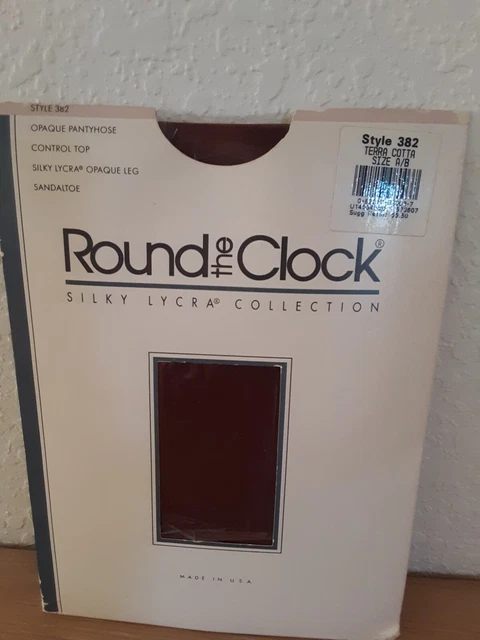 STYLE 382
OPAQUE PANTYHOSE
CONTROL TOP
SILKY LYCRA® OPAQUE LEG
SANDALTOE
Style 382
TERRA COTTA
SIZE A/B
Round the Clock®
SILKY LYCRA® COLLECTION
MADE IN U.S.A.